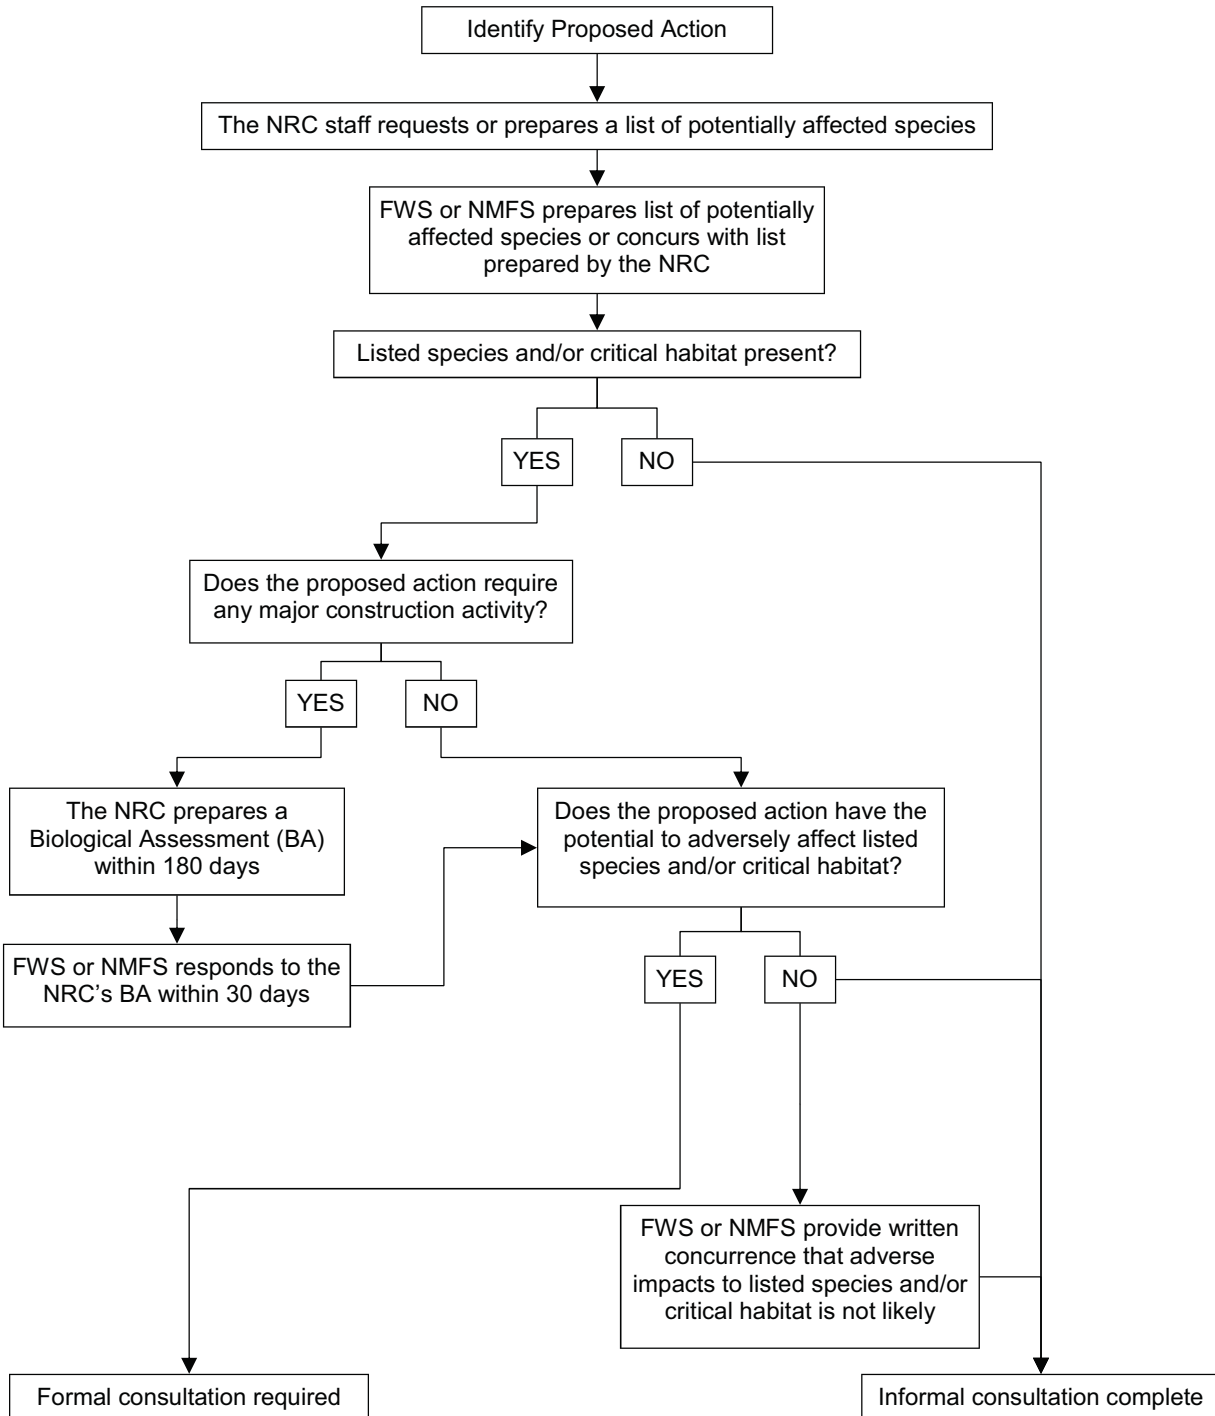 Identify Proposed Action
The NRC staff requests or prepares a list of potentially affected species
FWS or NMFS prepares list of potentially
affected species or concurs with list
prepared by the NRC
Listed species and/or critical habitat present?
YES
NO
Does the proposed action require
any major construction activity?
YES
NO
The NRC prepares a
Biological Assessment (BA)
within 180 days
Does the proposed action have the
potential to adversely affect listed
species and/or critical habitat?
FWS or NMFS responds to the
NRC’s BA within 30 days
YES
NO
FWS or NMFS provide written
concurrence that adverse
impacts to listed species and/or
critical habitat is not likely
Formal consultation required
Informal consultation complete